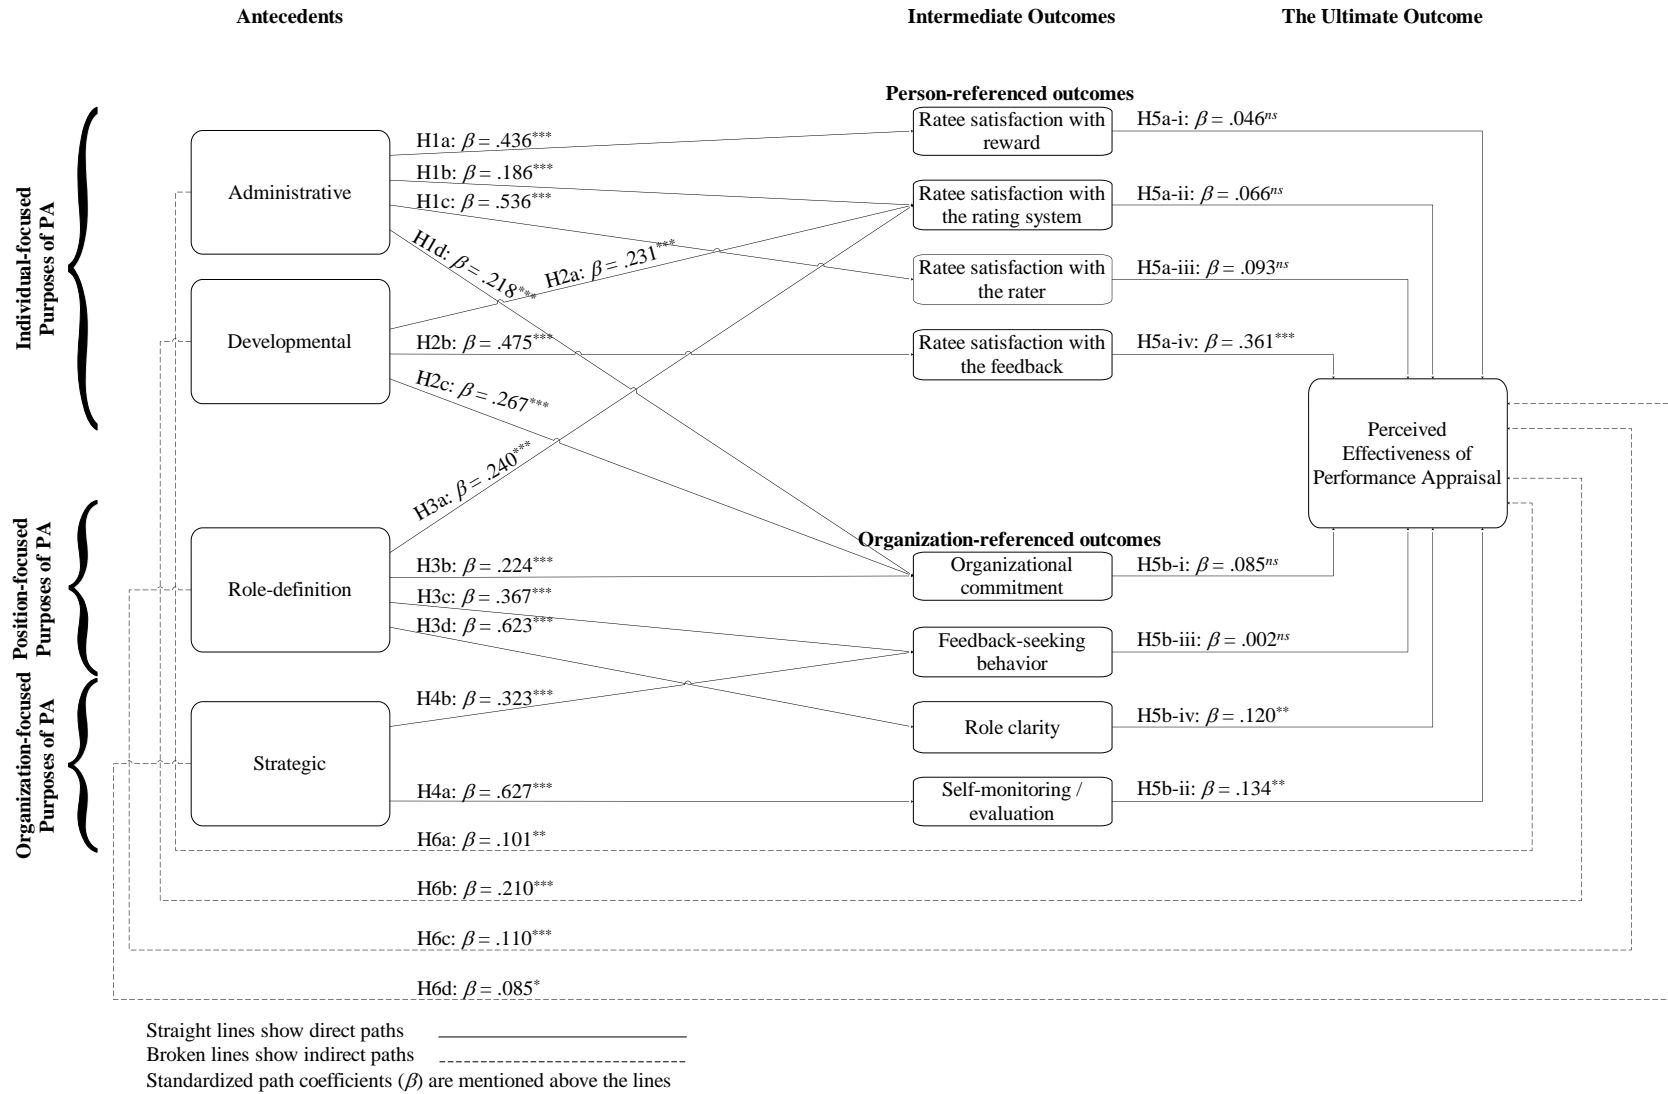 Antecedents
Intermediate Outcomes
The Ultimate Outcome
Individual-focused
Purposes of PA
Position-focused
Purposes of PA
Organization-focused
Purposes of PA
Administrative
Developmental
Role-definition
Strategic
H1a: β = .436***
H1b: β = .186***
H1c: β = .536***
H1d: β = .218***
H2a: β = .231***
H2b: β = .475***
H2c: β = .267***
H3a: β = .240***
H3b: β = .224***
H3c: β = .367***
H3d: β = .623***
H4b: β = .323***
H4a: β = .627***
H6a: β = .101**
H6b: β = .210***
H6c: β = .110***
H6d: β = .085*
Person-referenced outcomes
Ratee satisfaction with
reward
Ratee satisfaction with
the rating system
Ratee satisfaction with
the rater
Ratee satisfaction with
the feedback
Organization-referenced outcomes
Organizational
commitment
Feedback-seeking
behavior
Role clarity
Self-monitoring /
evaluation
H5a-i: β = .046ns
H5a-ii: β = .066ns
H5a-iii: β = .093ns
H5a-iv: β = .361***
H5b-i: β = .085ns
H5b-iii: β = .002ns
H5b-iv: β = .120**
H5b-ii: β = .134**
Perceived
Effectiveness of
Performance Appraisal
Straight lines show direct paths
Broken lines show indirect paths
Standardized path coefficients (β) are mentioned above the lines